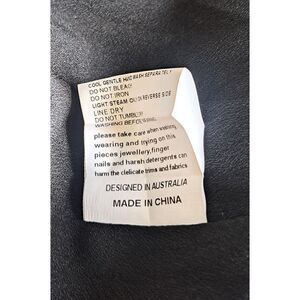 COOL GENTLE HAND WASH SEPARATELY
DO NOT BLEACH
DO NOT IRON
LIGHT STEAM ON REVERSE SIDE
LINE DRY
DO NOT TUMBLE
WASHING BEFORE
please take care when wearing
wearing and trying on this
pieces jewellery,finger
nails and harsh detergents can
harm the clelicate trims and fabrics
DESIGNED IN AUSTRALIA
MADE IN CHINA